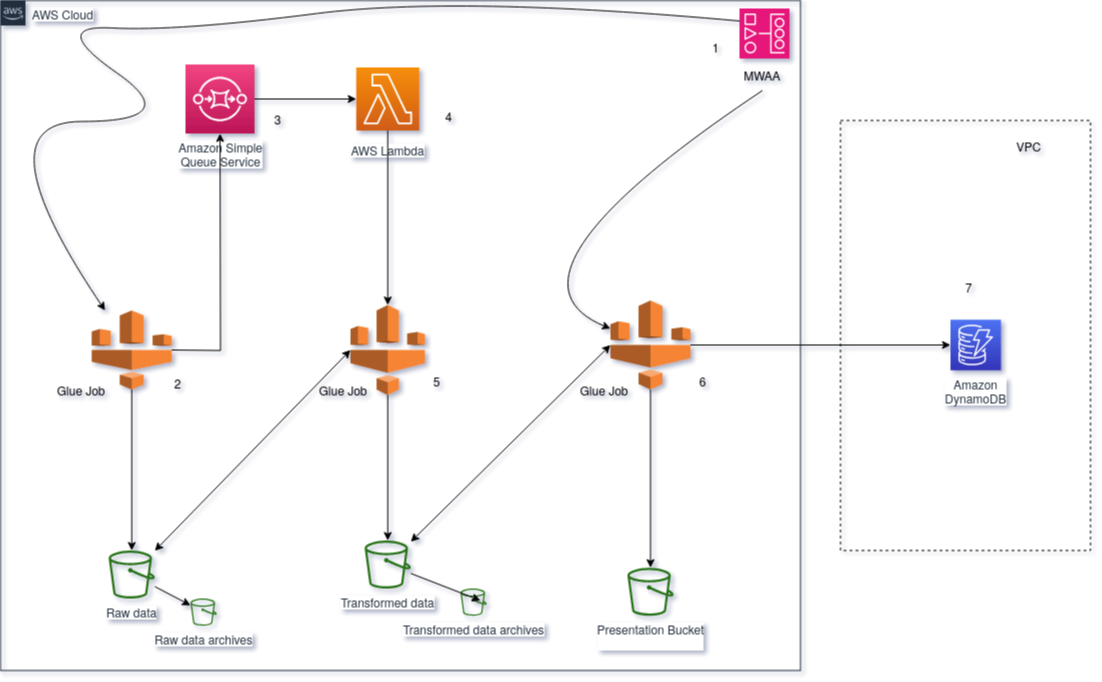 aws
AWS Cloud
1
MWAA
3
4
Amazon Simple
Queue Service
AWS Lambda
VPC
7
Glue Job
2
Glue Job
5
Glue Job
6
Amazon
DynamoDB
Raw data
Raw data archives
Transformed data
Transformed data archives
Presentation Bucket